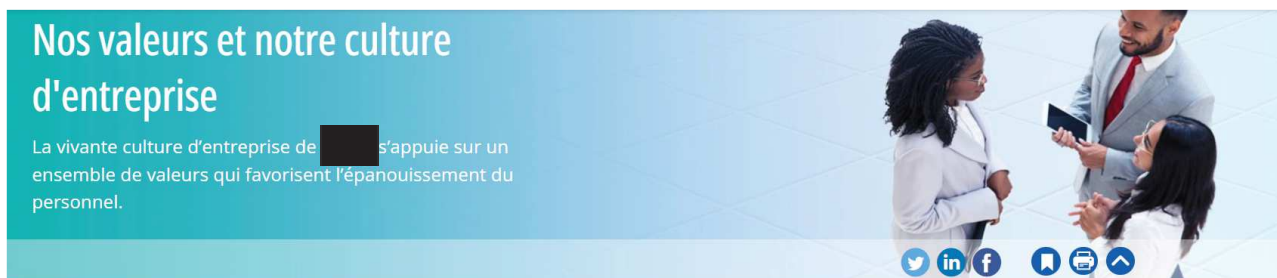 Nos valeurs et notre culture
d'entreprise
La vivante culture d’entreprise de s’appuie sur un
ensemble de valeurs qui favorisent l’épanouissement du
personnel.
in
f